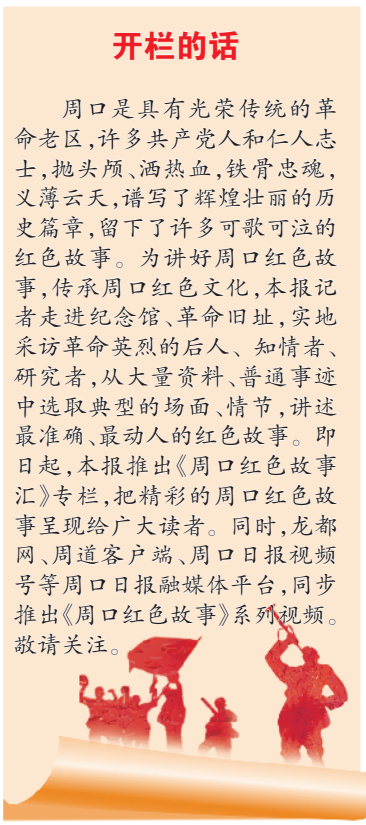 开栏的话
周口是具有光荣传统的革
命老区，许多共产党人和仁人志
士，抛头颅、洒热血，铁骨忠魂，
义薄云天，谱写了辉煌壮丽的历
史篇章，留下了许多可歌可泣的
红色故事。为讲好周口红色故
事，传承周口红色文化，本报记
者走进纪念馆、革命旧址，实地
采访革命英烈的后人、知情者、
研究者，从大量资料、普通事迹
中选取典型的场面、情节，讲述
最准确、最动人的红色故事。即
日起，本报推出《周口红色故事
汇》专栏，把精彩的周口红色故
事呈现给广大读者。同时，龙都
网、周道客户端、周口日报视频
号等周口日报融媒体平台，同步
推出《周口红色故事》系列视频。
敬请关注。